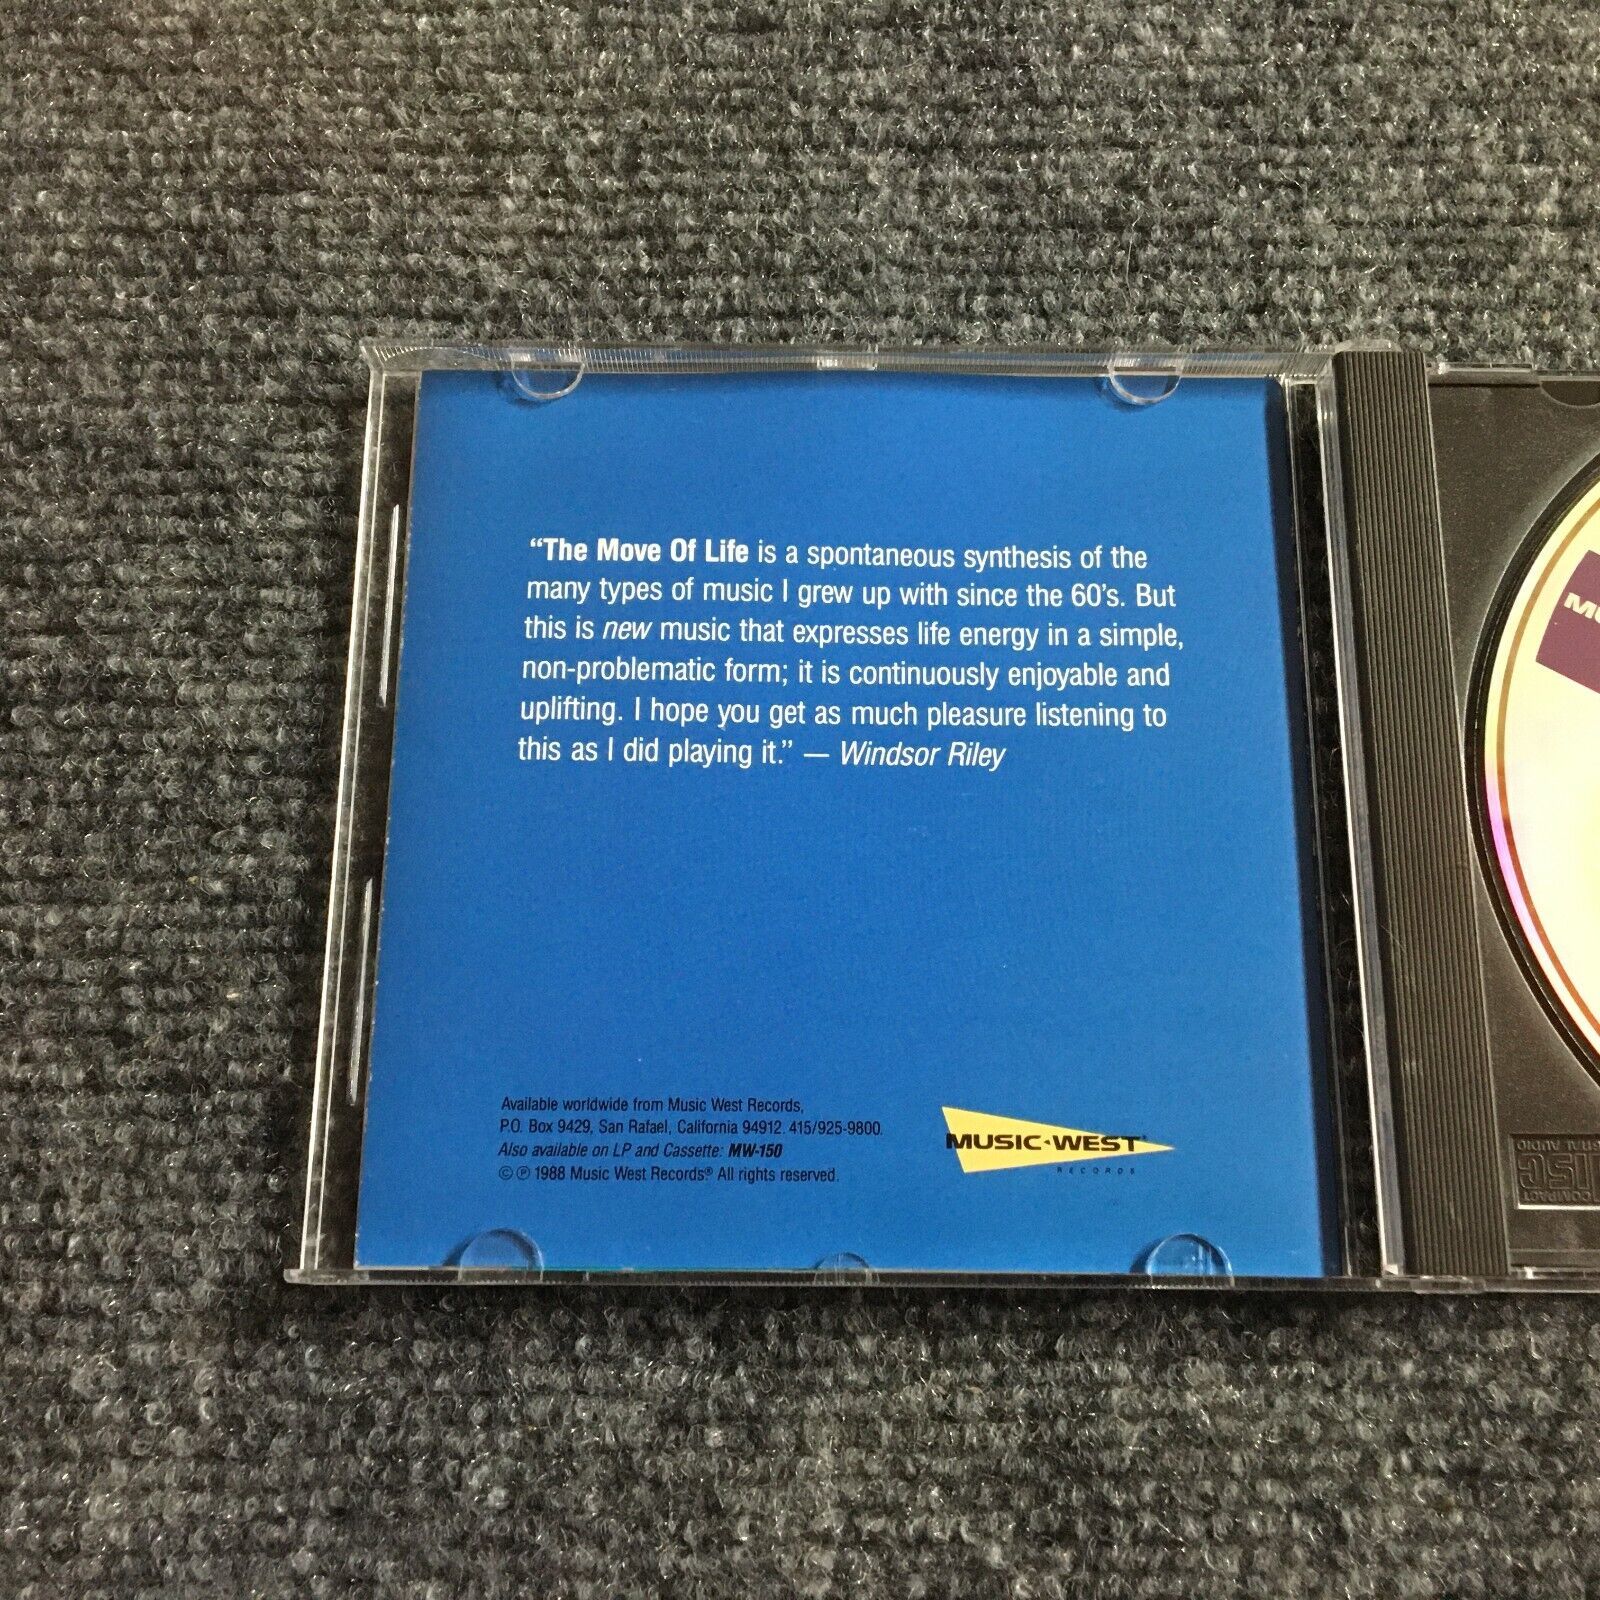 “The Move Of Life is a spontaneous synthesis of the
many types of music I grew up with since the 60’s. But
this is new music that expresses life energy in a simple,
non-problematic form; it is continuously enjoyable and
uplifting. I hope you get as much pleasure listening to
this as I did playing it.” — Windsor Riley
Available worldwide from Music West Records,
P.O. Box 9429, San Rafael, California 94912. 415/925-9800.
Also available on LP and Cassette: MW-150
© ℗ 1988 Music West Records® All rights reserved.
MUSIC•WEST®
RECORDS
COMPACT